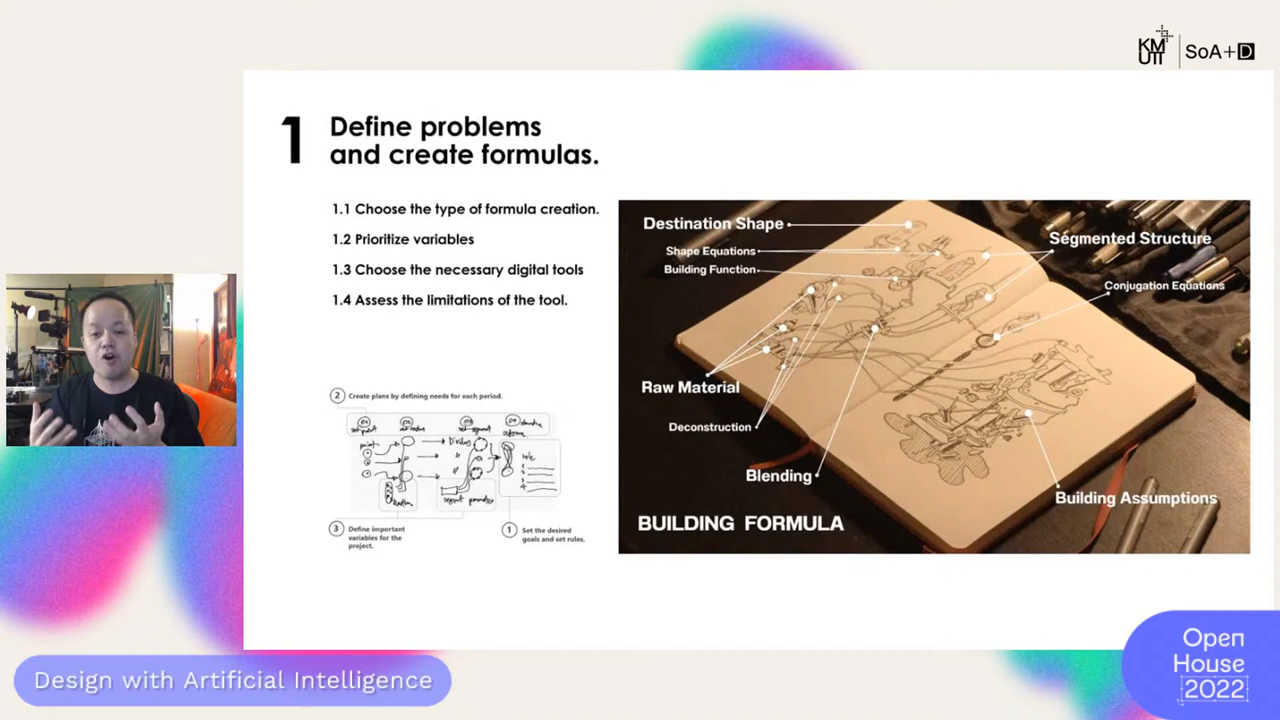 KM
UTT
SoA+D
1
Define problems
and create formulas.
1.1 Choose the type of formula creation.
1.2 Prioritize variables
1.3 Choose the necessary digital tools
1.4 Assess the limitations of the tool.
Destination Shape
Shape Equations
Building Function
Segmented Structure
Conjugation Equations
Raw Material
Deconstruction
Blending
Building Assumptions
BUILDING FORMULA
2
Create plans by defining needs for each period.
3
Define important
variables for the
project.
1
Set the desired
goals and set rules.
Design with Artificial Intelligence
Open
House
2022